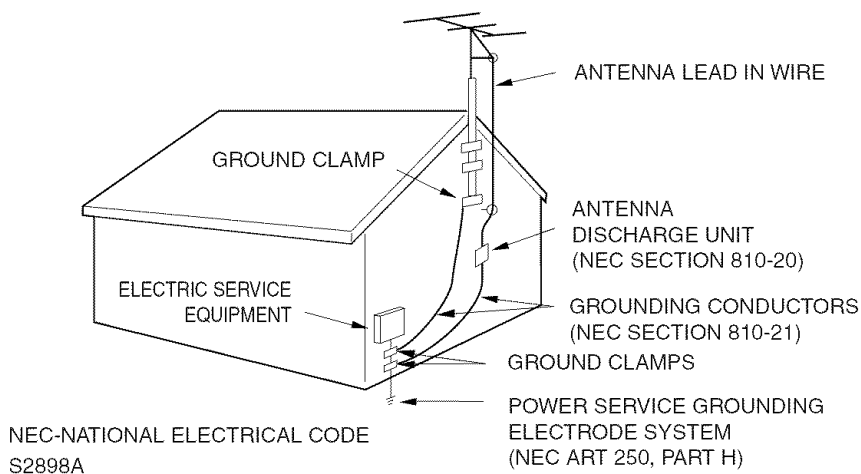 ANTENNA LEAD IN WIRE
GROUND CLAMP
ANTENNA
DISCHARGE UNIT
(NEC SECTION 810-20)
ELECTRIC SERVICE
EQUIPMENT
GROUNDING CONDUCTORS
(NEC SECTION 810-21)
GROUND CLAMPS
POWER SERVICE GROUNDING
ELECTRODE SYSTEM
(NEC ART 250, PART H)
NEC-NATIONAL ELECTRICAL CODE
S2898A